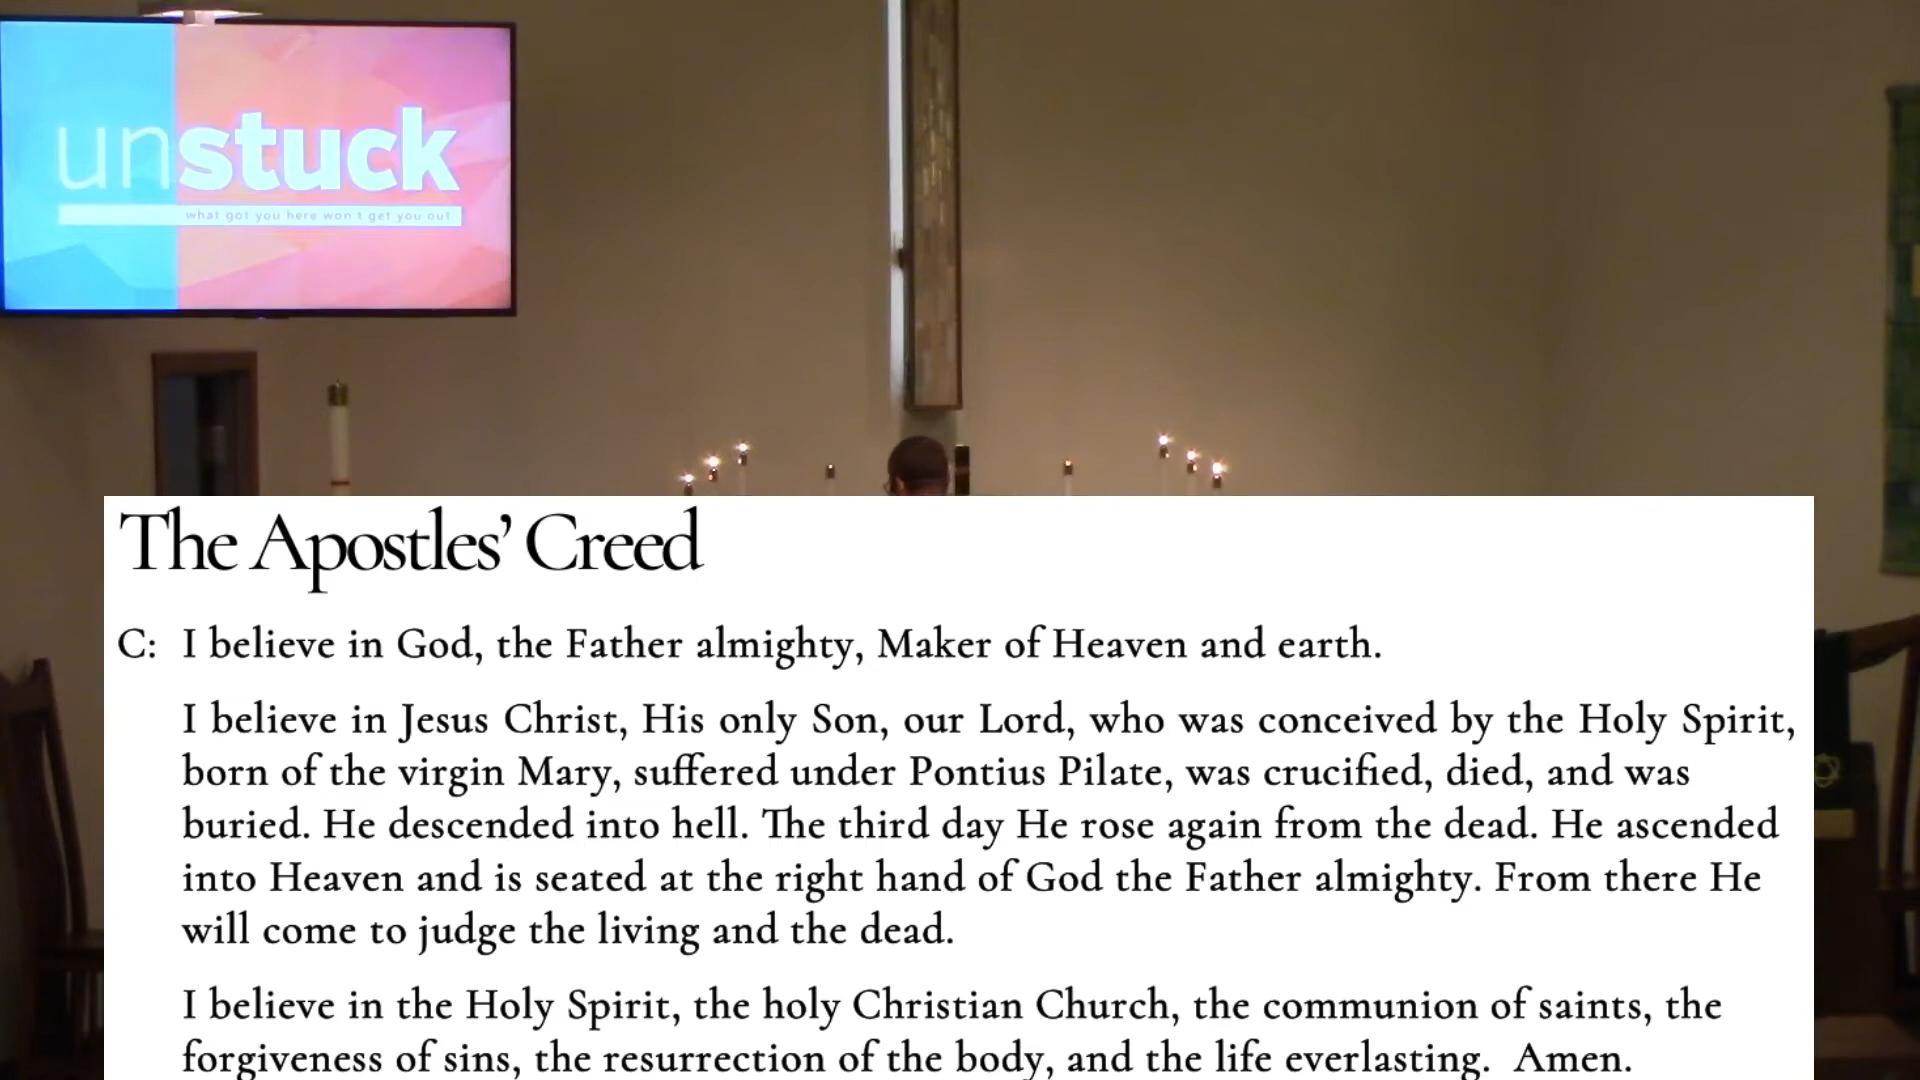 unstuck
what got you here won't get you out
The Apostles’ Creed
C: I believe in God, the Father almighty, Maker of Heaven and earth.
I believe in Jesus Christ, His only Son, our Lord, who was conceived by the Holy Spirit,
born of the virgin Mary, suffered under Pontius Pilate, was crucified, died, and was
buried. He descended into hell. The third day He rose again from the dead. He ascended
into Heaven and is seated at the right hand of God the Father almighty. From there He
will come to judge the living and the dead.
I believe in the Holy Spirit, the holy Christian Church, the communion of saints, the
forgiveness of sins, the resurrection of the body, and the life everlasting. Amen.